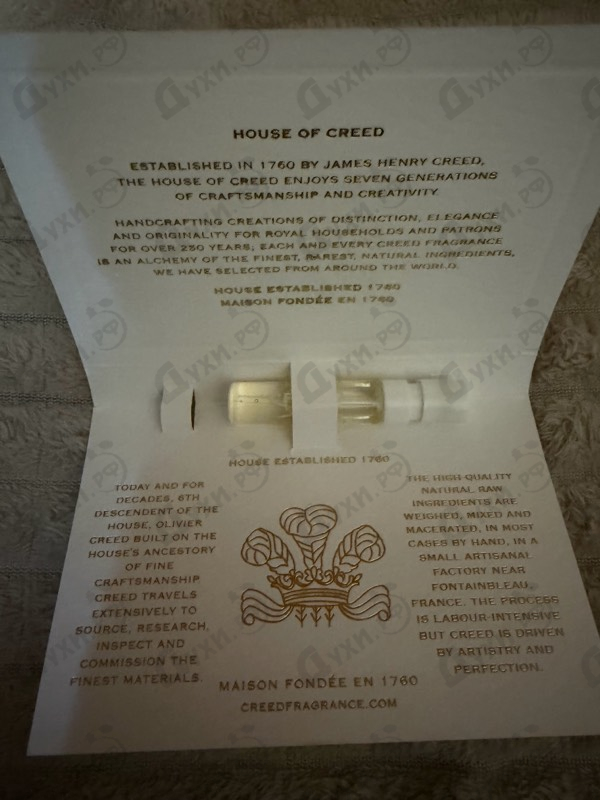 HOUSE OF CREED
ESTABLISHED IN 1760 BY JAMES HENRY CREED,
THE HOUSE OF CREED ENJOYS SEVEN GENERATIONS
OF CRAFTSMANSHIP AND CREATIVITY
HANDCRAFTING CREATIONS OF DISTINCTION, ELEGANCE
AND ORIGINALITY FOR ROYAL HOUSEHOLDS AND PATRONS
FOR OVER 250 YEARS, EACH AND EVERY CREED FRAGRANCE
IS AN ALCHEMY OF THE FINEST, RAREST, NATURAL INGREDIENTS,
WE HAVE SELECTED FROM AROUND THE WORLD.
HOUSE ESTABLISHED 1760
MAISON FONDÉE EN 1760
HOUSE ESTABLISHED 1760
TODAY AND FOR
DECADES, 6TH
DESCENDENT OF THE
HOUSE, OLIVIER
CREED BUILT ON THE
HOUSE'S ANCESTORY
OF FINE
CRAFTSMANSHIP
CREED TRAVELS
EXTENSIVELY TO
SOURCE, RESEARCH,
INSPECT AND
COMMISSION THE
FINEST MATERIALS.
THE HIGH QUALITY
NATURAL RAW
INGREDIENTS ARE
WEIGHED, MIXED AND
MACERATED, IN MOST
CASES BY HAND, IN A
SMALL ARTISANAL
FACTORY NEAR
FONTAINBLEAU,
FRANCE. THE PROCESS
IS LABOUR-INTENSIVE
BUT CREED IS DRIVEN
BY ARTISTRY AND
PERFECTION.
MAISON FONDÉE EN 1760
CREEDFRAGRANCE.COM
Духи.рф